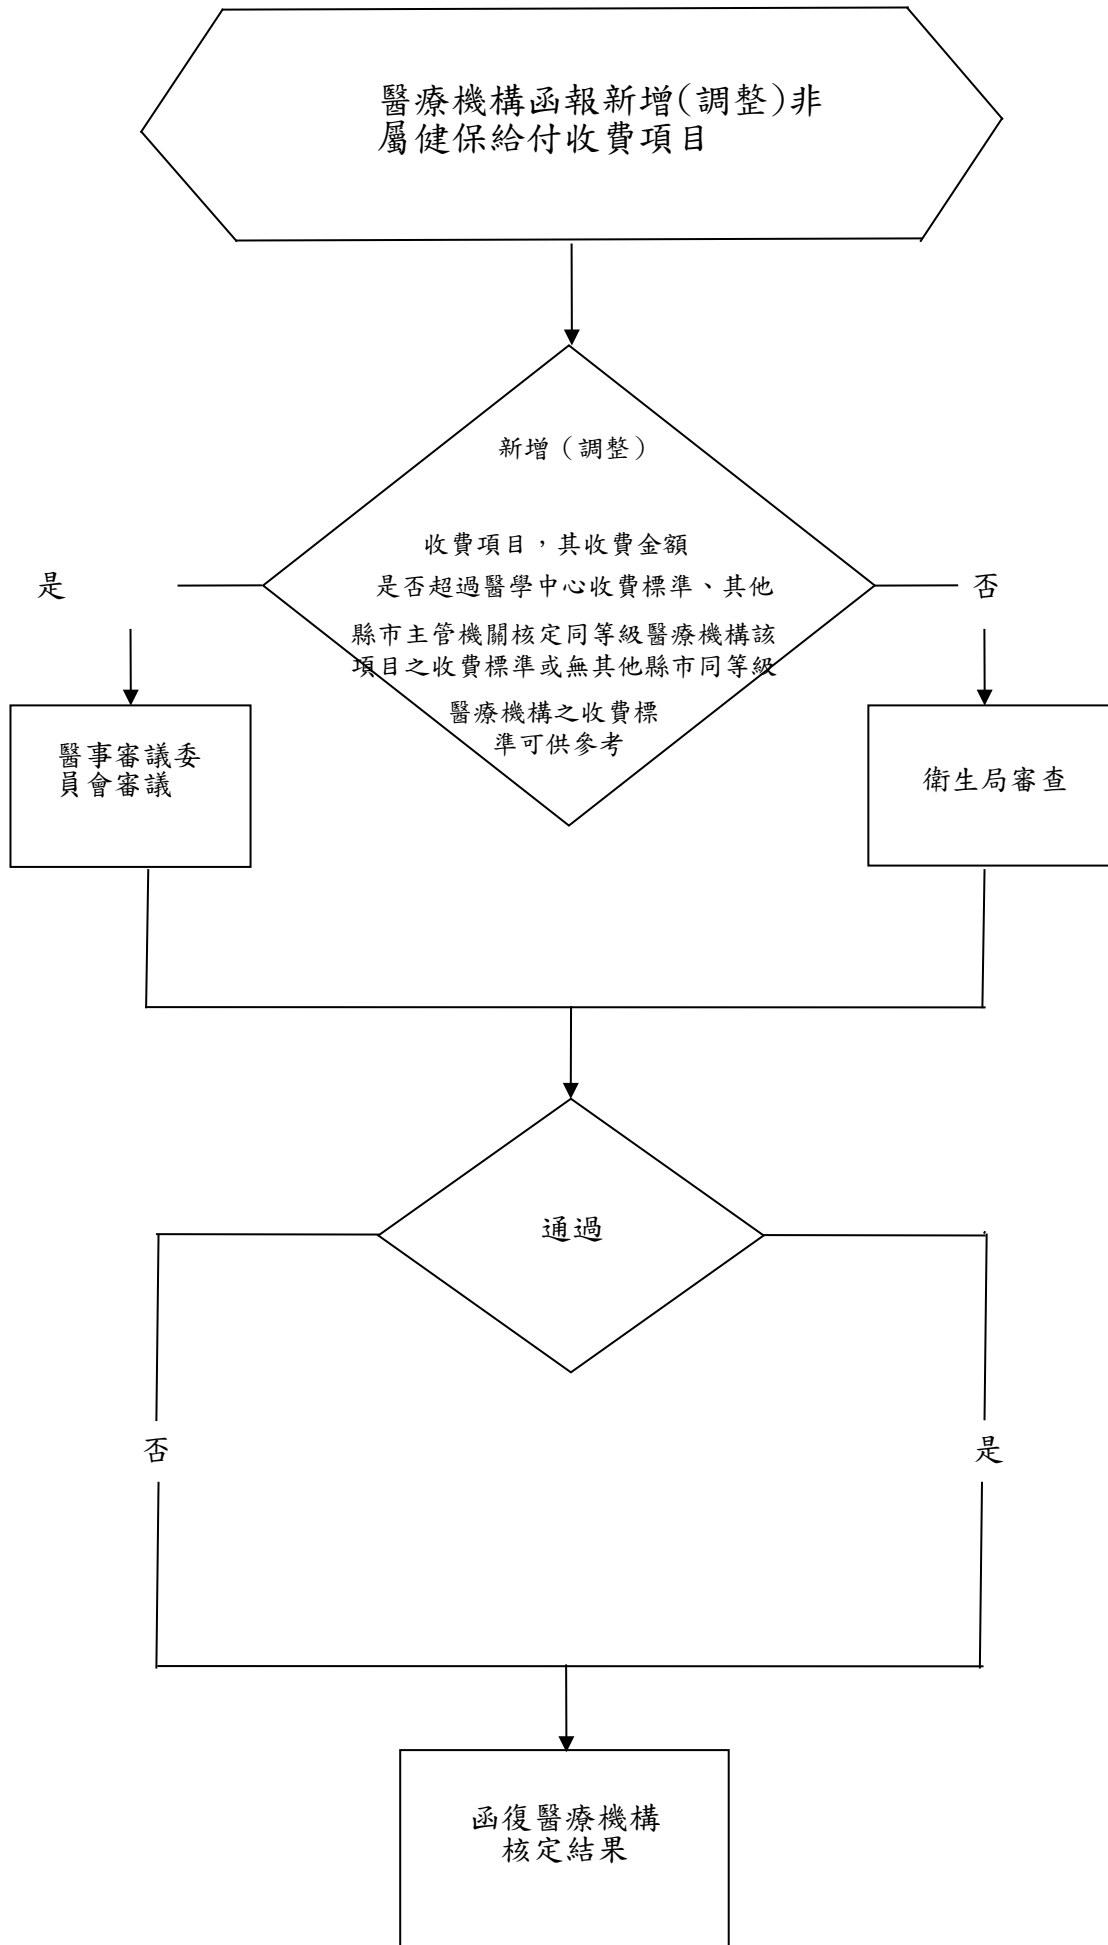 醫療機構函報新增(調整)非
屬健保給付收費項目
新增（調整）
收費項目，其收費金額
是否超過醫學中心收費標準、其他
縣市主管機關核定同等級醫療機構該
項目之收費標準或無其他縣市同等級
醫療機構之收費標
準可供參考
是
否
醫事審議委
員會審議
衛生局審查
通過
否
是
函復醫療機構
核定結果